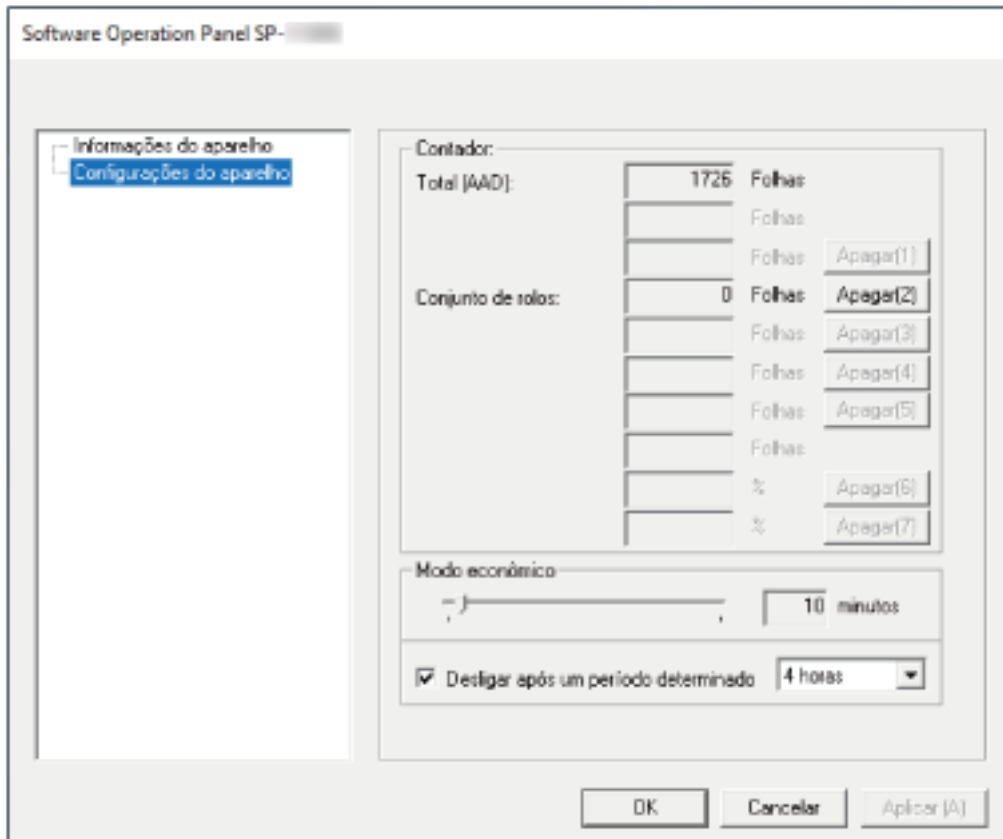 Software Operation Panel SP-
Informações do aparelho
Configurações do aparelho
Contador:
Total [AAD]: 1726 Folhas
Folhas
Folhas Apagar(1)
Conjunto de rolos: 0 Folhas Apagar(2)
Folhas Apagar(3)
Folhas Apagar(4)
Folhas Apagar(5)
Folhas
% Apagar(6)
% Apagar(7)
Modo econômico
10 minutos
Desligar após um período determinado 4 horas
OK Cancelar Aplicar (A)